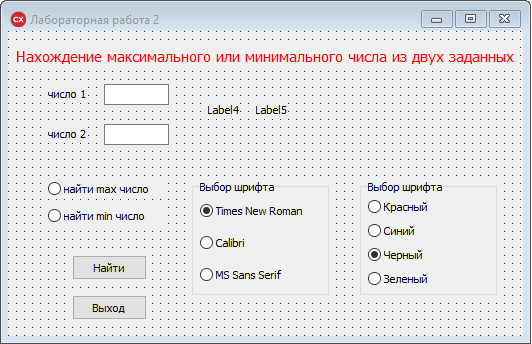 CX Лабораторная работа 2
Нахождение максимального или минимального числа из двух заданных
число 1
Label4 Label5
число 2
найти max число
найти min число
Найти
Выход
Выбор шрифта
Times New Roman
Calibri
MS Sans Serif
Выбор шрифта
Красный
Синий
Черный
Зеленый